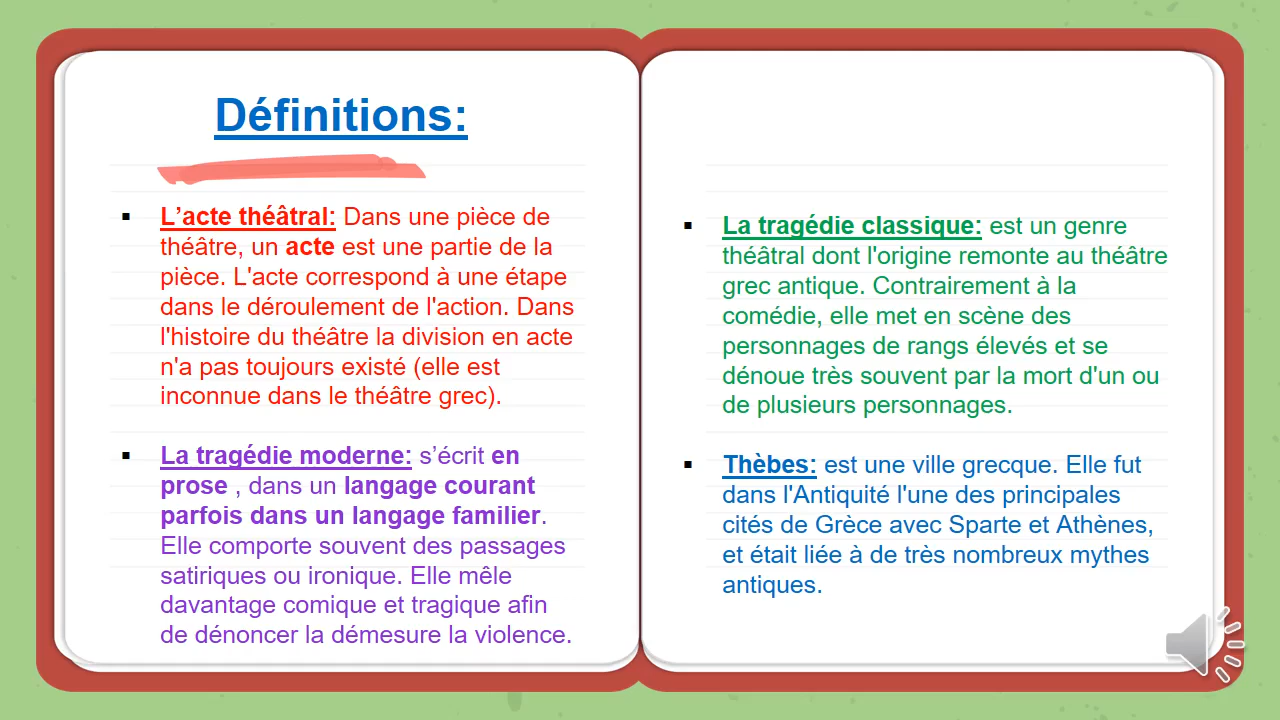 Définitions:
▪ L’acte théâtral: Dans une pièce de
théâtre, un acte est une partie de la
pièce. L'acte correspond à une étape
dans le déroulement de l'action. Dans
l'histoire du théâtre la division en acte
n'a pas toujours existé (elle est
inconnue dans le théâtre grec).
▪ La tragédie moderne: s’écrit en
prose , dans un langage courant
parfois dans un langage familier.
Elle comporte souvent des passages
satiriques ou ironique. Elle mêle
davantage comique et tragique afin
de dénoncer la démesure la violence.
▪ La tragédie classique: est un genre
théâtral dont l'origine remonte au théâtre
grec antique. Contrairement à la
comédie, elle met en scène des
personnages de rangs élevés et se
dénoue très souvent par la mort d'un ou
de plusieurs personnages.
▪ Thèbes: est une ville grecque. Elle fut
dans l'Antiquité l'une des principales
cités de Grèce avec Sparte et Athènes,
et était liée à de très nombreux mythes
antiques.